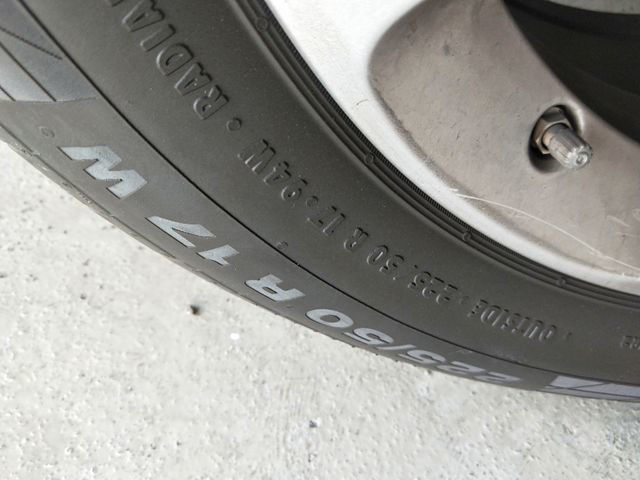 OUTSIDE • 225/50 R 17 • 94W • RADIAL
225/50 R 17 W